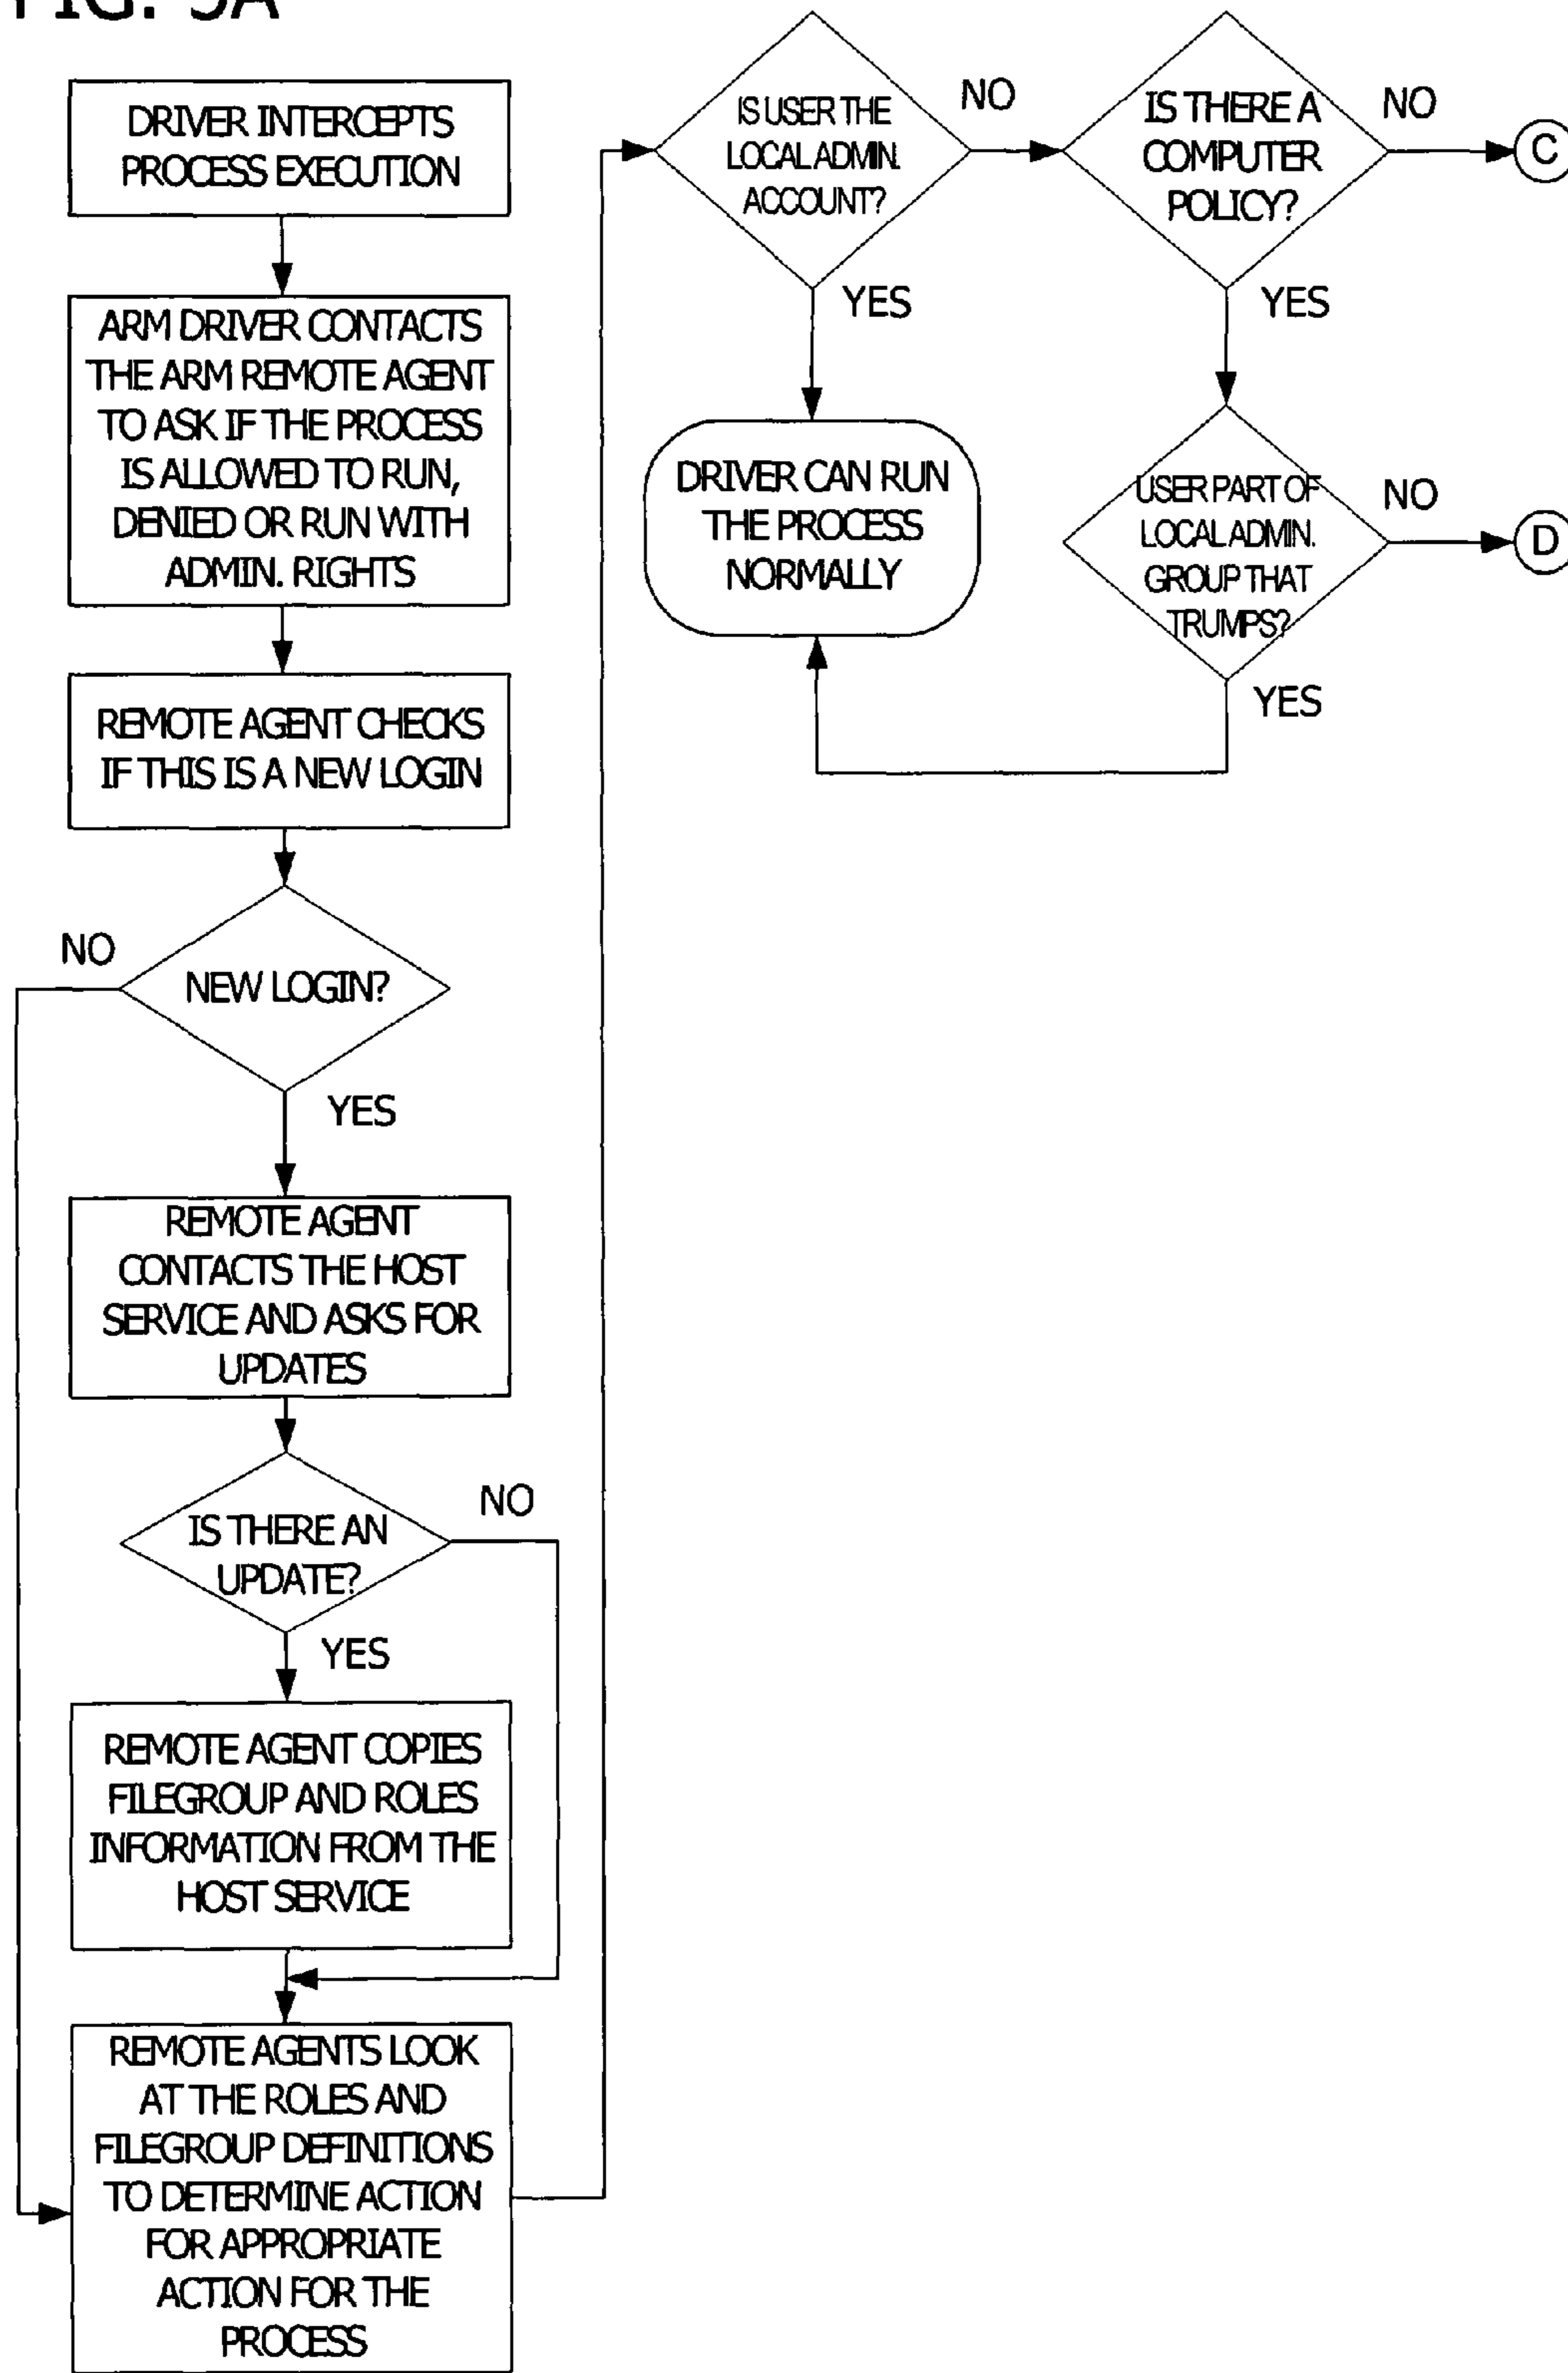 FIG. 5A
DRIVER INTERCEPTS
PROCESS EXECUTION
ARM DRIVER CONTACTS
THE ARM REMOTE AGENT
TO ASK IF THE PROCESS
IS ALLOWED TO RUN,
DENIED OR RUN WITH
ADMIN. RIGHTS
REMOTE AGENT CHECKS
IF THIS IS A NEW LOGIN
NEW LOGIN?
NO
YES
REMOTE AGENT
CONTACTS THE HOST
SERVICE AND ASKS FOR
UPDATES
IS THERE AN
UPDATE?
NO
YES
REMOTE AGENT COPIES
FILEGROUP AND ROLES
INFORMATION FROM THE
HOST SERVICE
REMOTE AGENTS LOOK
AT THE ROLES AND
FILEGROUP DEFINITIONS
TO DETERMINE ACTION
FOR APPROPRIATE
ACTION FOR THE
PROCESS
IS USER THE
LOCAL ADMIN.
ACCOUNT?
NO
YES
DRIVER CAN RUN
THE PROCESS
NORMALLY
IS THERE A
COMPUTER
POLICY?
NO
C
YES
USER PART OF
LOCAL ADMIN.
GROUP THAT
TRUMPS?
NO
D
YES